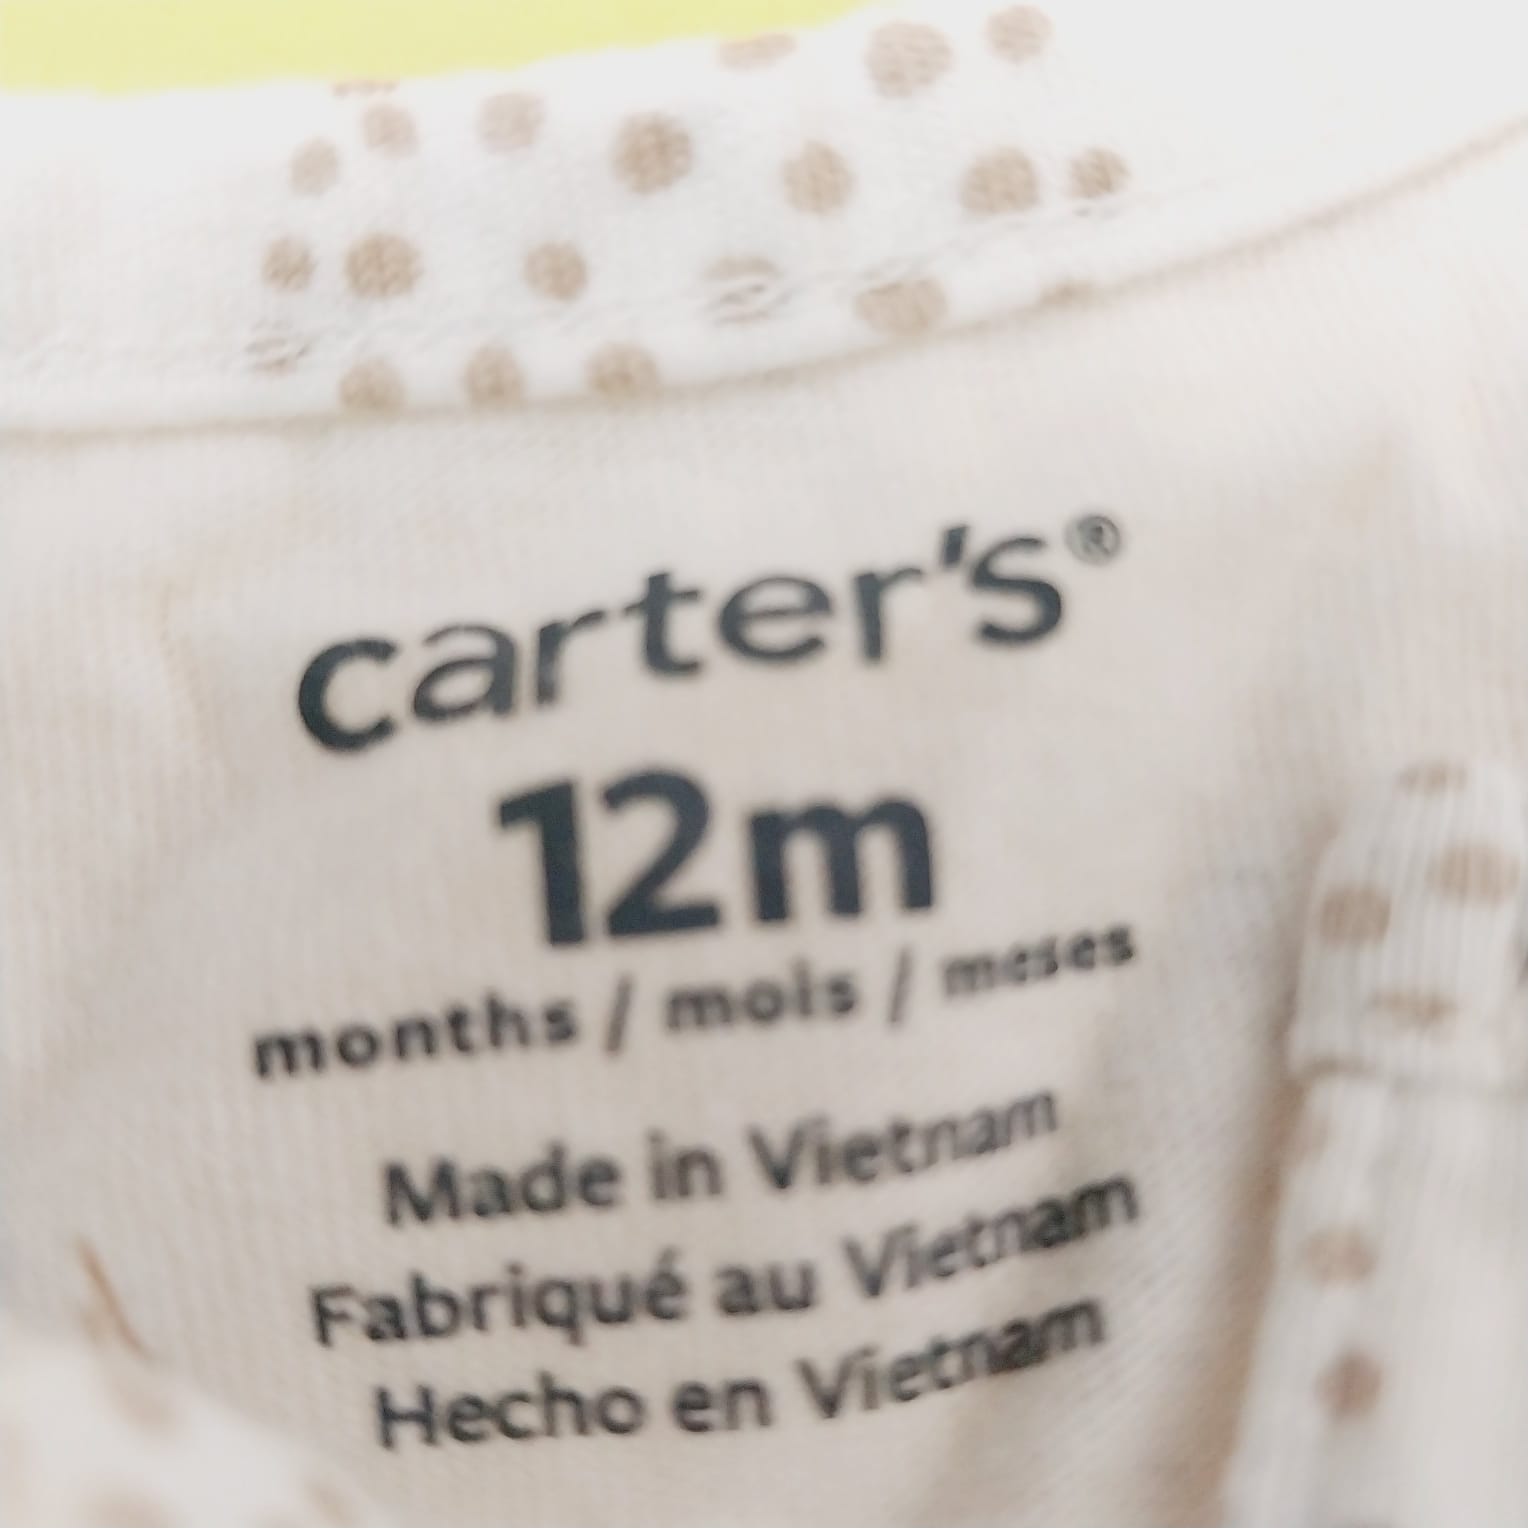 carter's®
12m
months / mois / meses
Made in Vietnam
Fabriqué au Vietnam
Hecho en Vietnam